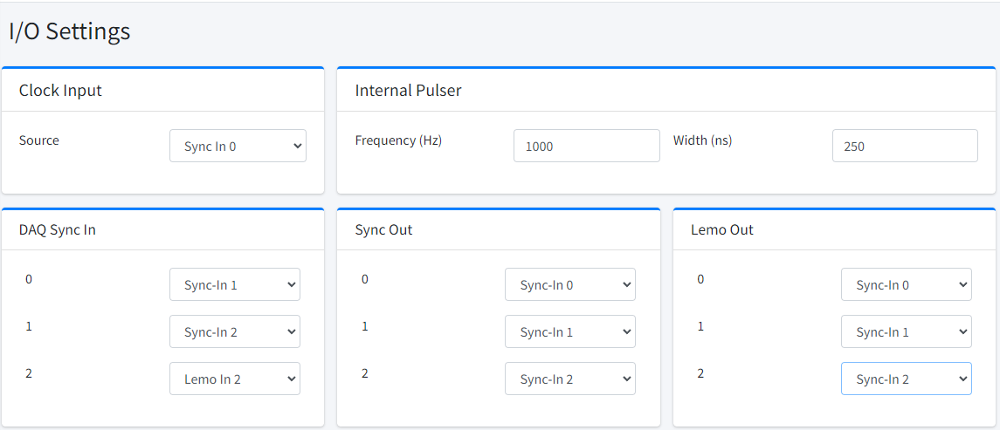 I/O Settings
Clock Input
Source
Sync In 0
Internal Pulser
Frequency (Hz)
1000
Width (ns)
250
DAQ Sync In
0
Sync-In 1
1
Sync-In 2
2
Lemo In 2
Sync Out
0
Sync-In 0
1
Sync-In 1
2
Sync-In 2
Lemo Out
0
Sync-In 0
1
Sync-In 1
2
Sync-In 2